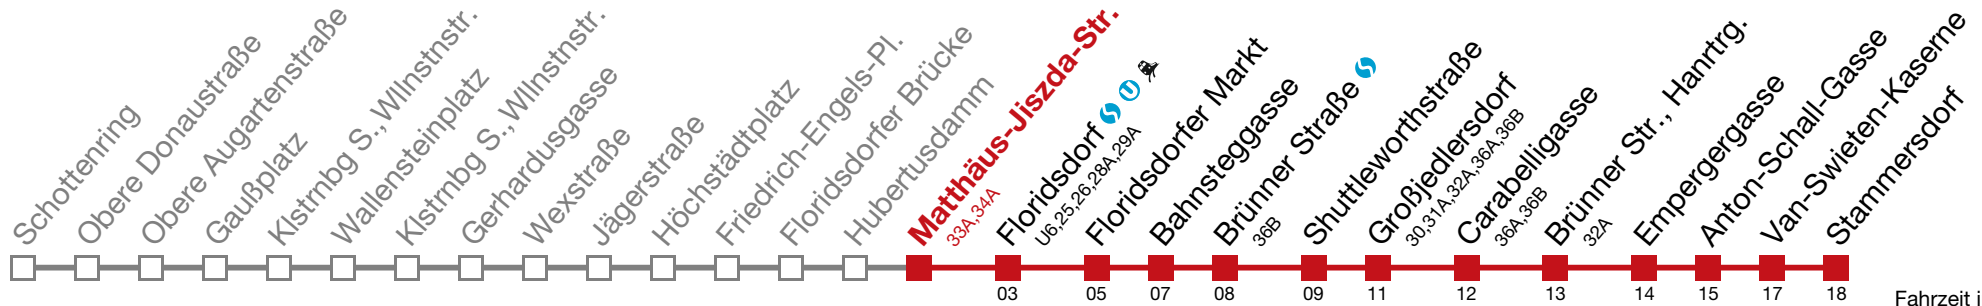 Schottenring
Obere Donaustraße
Obere Augartenstraße
Gaußplatz
Klstrnbg S., Wllnstnstr.
Wallensteinplatz
Klstrnbg S., Wllnstnstr.
Gerhardusgasse
Wexstraße
Jägerstraße
Höchstädtplatz
Friedrich-Engels-Pl.
Floridsdorfer Brücke
Hubertusdamm
Matthäus-Jiszda-Str.
33A,34A
Floridsdorf S U
U6,25,26,28A,29A
Floridsdorfer Markt
Bahnsteggasse
Brünner Straße S
36B
Shuttleworthstraße
Großjedlersdorf
30,31A,32A,36A,36B
Carabelligasse
36A,36B
Brünner Str., Hanrtrg.
32A
Empergergasse
Anton-Schall-Gasse
Van-Swieten-Kaserne
Stammersdorf
03 05 07 08 09 11 12 13 14 15 17 18
Fahrzeit i